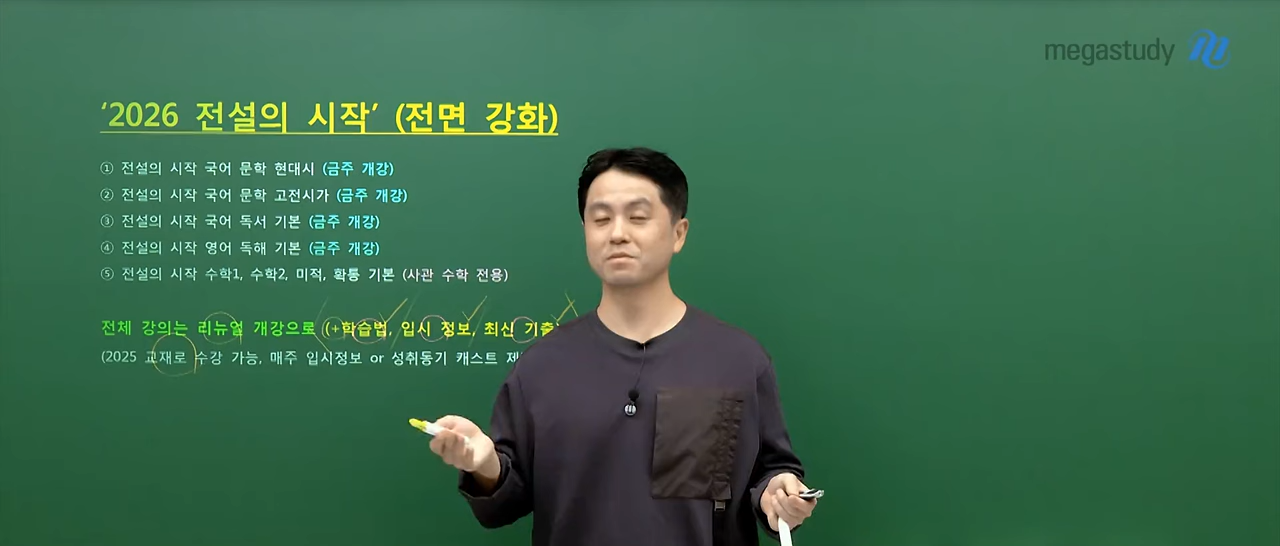 megastudy
‘2026 전설의 시작’ (전면 강화)
① 전설의 시작 국어 문학 현대시 (금주 개강)
② 전설의 시작 국어 문학 고전시가 (금주 개강)
③ 전설의 시작 국어 독서 기본 (금주 개강)
④ 전설의 시작 영어 독해 기본 (금주 개강)
⑤ 전설의 시작 수학1, 수학2, 미적, 확통 기본 (사관 수학 전용)
전체 강의는 리뉴얼 개강으로 (+학습법, 입시 정보, 최신 기출)
(2025 교재로 수강 가능, 매주 입시정보 or 성취동기 캐스트